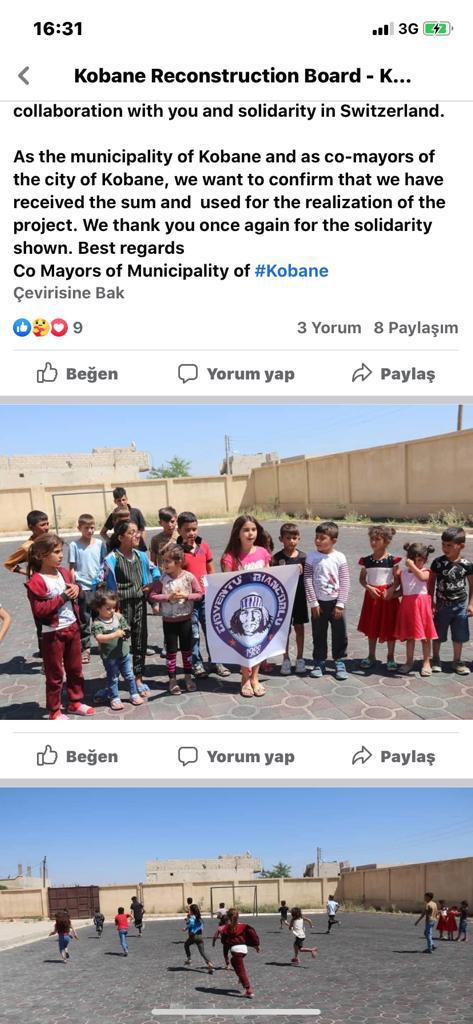 16:31
3G
Kobane Reconstruction Board - K...
collaboration with you and solidarity in Switzerland.
As the municipality of Kobane and as co-mayors of
the city of Kobane, we want to confirm that we have
received the sum and used for the realization of the
project. We thank you once again for the solidarity
shown. Best regards
Co Mayors of Municipality of #Kobane
Çevirisine Bak
9
3 Yorum 8 Paylaşım
Beğen Yorum yap Paylaş
GIOVENTÙ BIANCOBLÙ
Beğen Yorum yap Paylaş